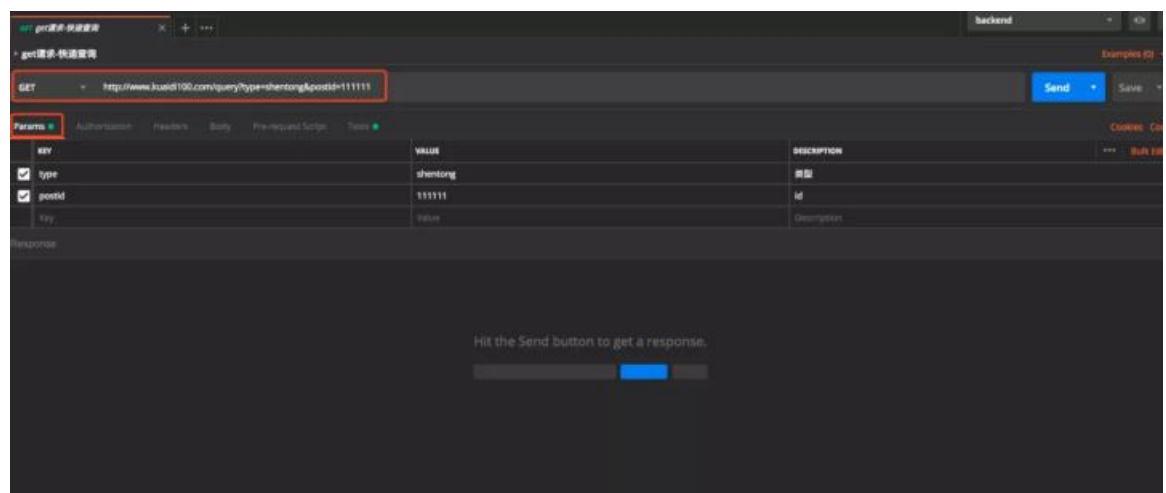 GET get请求-快速查询 × + ···
backend
get请求-快速查询
Examples (0)
GET http://www.kuaidi100.com/query?type=shentong&postid=111111
Send Save
Params Authorization Headers Body Pre-request Script Tests
Cookies
KEY VALUE DESCRIPTION ··· Bulk
type shentong 类型
postid 111111 id
Key Value Description
Response
Hit the Send button to get a response.